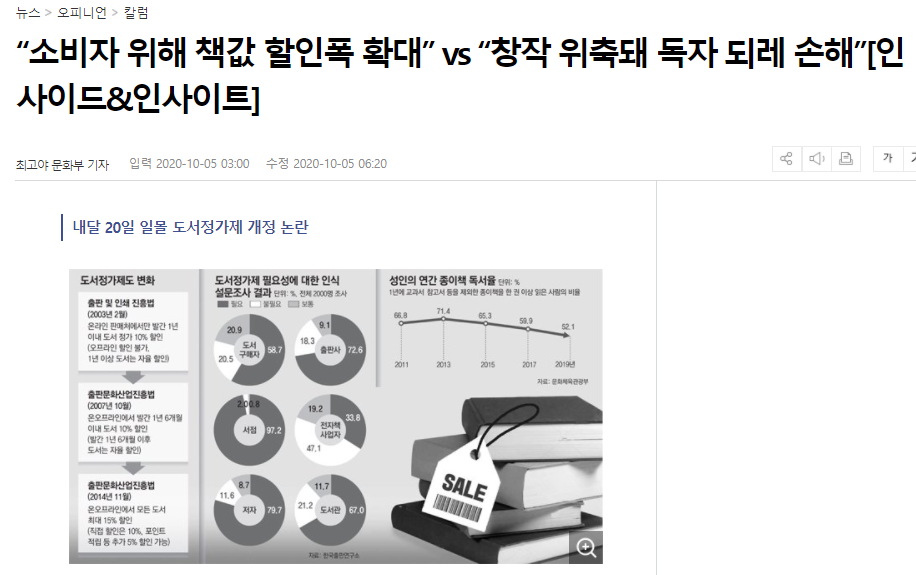 뉴스 > 오피니언 > 칼럼
“소비자 위해 책값 할인폭 확대” vs “창작 위축돼 독자 되레 손해”[인
사이드&인사이트]
최고야 문화부 기자 입력 2020-10-05 03:00 수정 2020-10-05 06:20
가
내달 20일 일몰 도서정가제 개정 논란
도서정가제도 변화
출판 및 인쇄 진흥법
(2003년 2월)
온라인 판매처에서만 발간 1년
이내 도서 정가 10% 할인
(오프라인 할인 불가,
1년 이상 도서는 자율 할인)
출판문화산업진흥법
(2007년 10월)
온오프라인에서 발간 1년 6개월
이내 도서 10% 할인
(발간 1년 6개월 이후
도서는 자율 할인)
출판문화산업진흥법
(2014년 11월)
온오프라인에서 모든 도서
최대 15% 할인
(직접 할인은 10%, 포인트
적립 등 추가 5% 할인 가능)
도서정가제 필요성에 대한 인식
설문조사 결과 단위: %, 전체 2000명 조사
필요 불필요 보통
20.9
20.5
도서
구매자
58.7
9.1
18.3
출판사
72.6
2.0 0.8
서점
97.2
19.2
33.8
전자책
사업자
47.1
8.7
11.6
저자
79.7
11.7
21.2
도서관
67.0
자료: 한국출판연구소
성인의 연간 종이책 독서율 단위: %
1년에 교과서 참고서 등을 제외한 종이책을 한 권 이상 읽은 사람의 비율
66.8 71.4 65.3 59.9 52.1
2011 2013 2015 2017 2019년
자료: 문화체육관광부
SALE